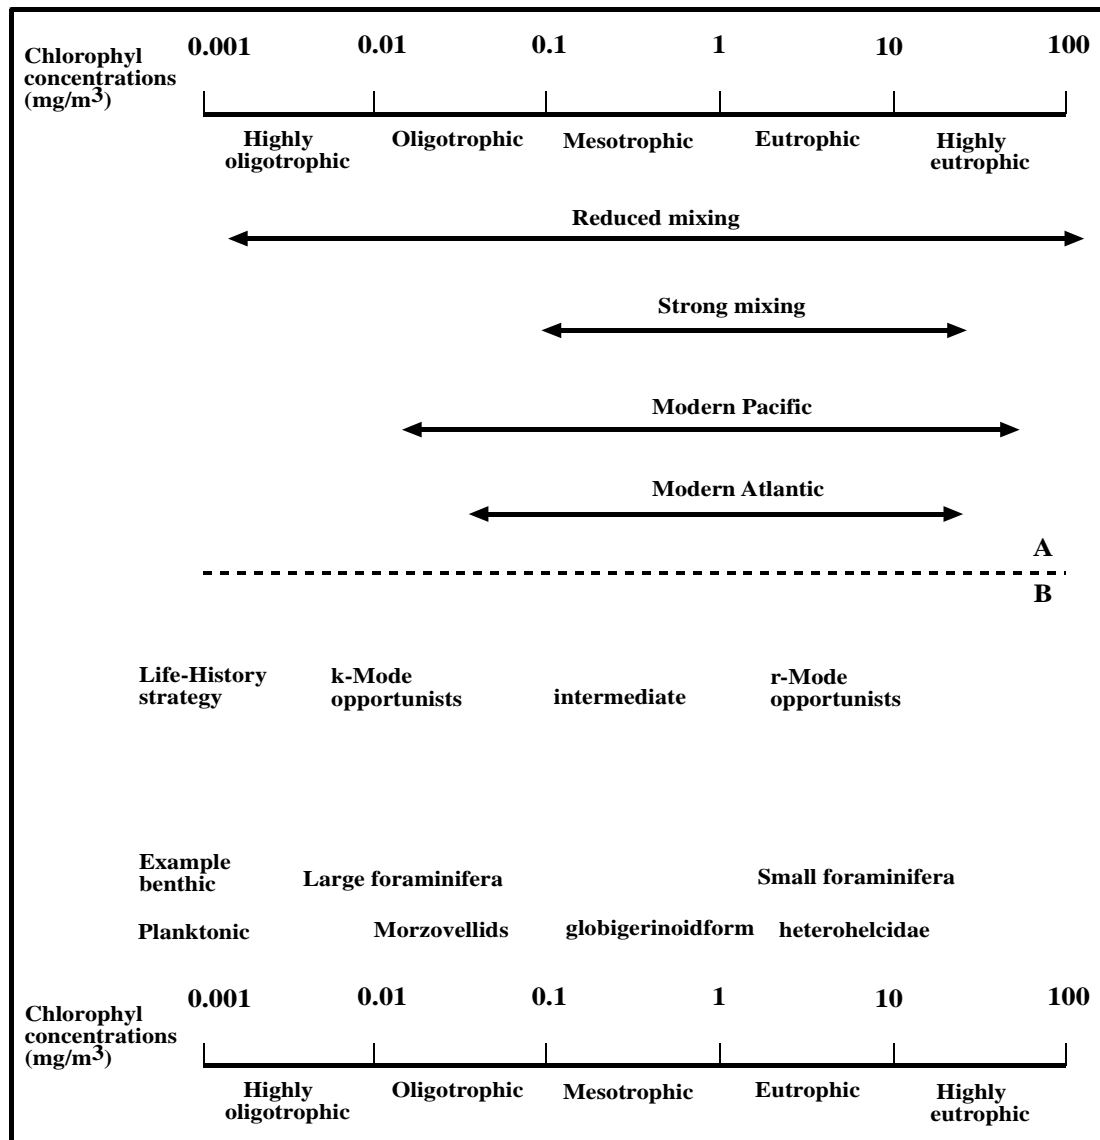 Chlorophyl
concentrations
(mg/m3)
0.001 0.01 0.1 1 10 100
Highly
oligotrophic
Oligotrophic
Mesotrophic
Eutrophic
Highly
eutrophic
Reduced mixing
Strong mixing
Modern Pacific
Modern Atlantic
A
B
Life-History
strategy
k-Mode
opportunists
intermediate
r-Mode
opportunists
Example
benthic
Large foraminifera
Small foraminifera
Planktonic
Morzovellids
globigerinoidform
heterohelcidae
Chlorophyl
concentrations
(mg/m3)
0.001 0.01 0.1 1 10 100
Highly
oligotrophic
Oligotrophic
Mesotrophic
Eutrophic
Highly
eutrophic